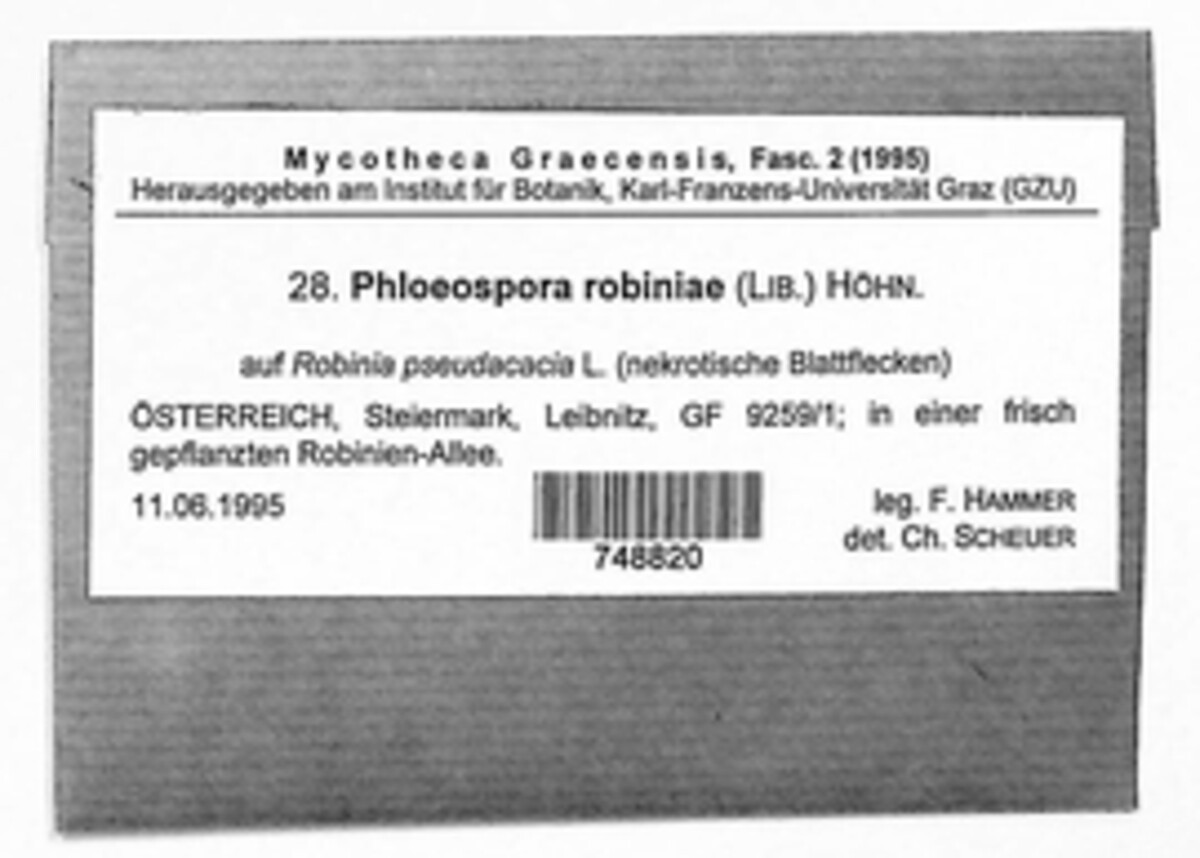 Mycotheca Graecensis, Fasc. 2 (1995)
Herausgegeben am Institut für Botanik, Karl-Franzens-Universität Graz (GZU)
28. Phloeospora robiniae (LIB.) HÖHN.
auf Robinia pseudacacia L. (nekrotische Blattflecken)
ÖSTERREICH, Steiermark, Leibnitz, GF 9259/1; in einer frisch
gepflanzten Robinien-Allee.
11.06.1995
leg. F. HAMMER
det. Ch. SCHEUER
748820